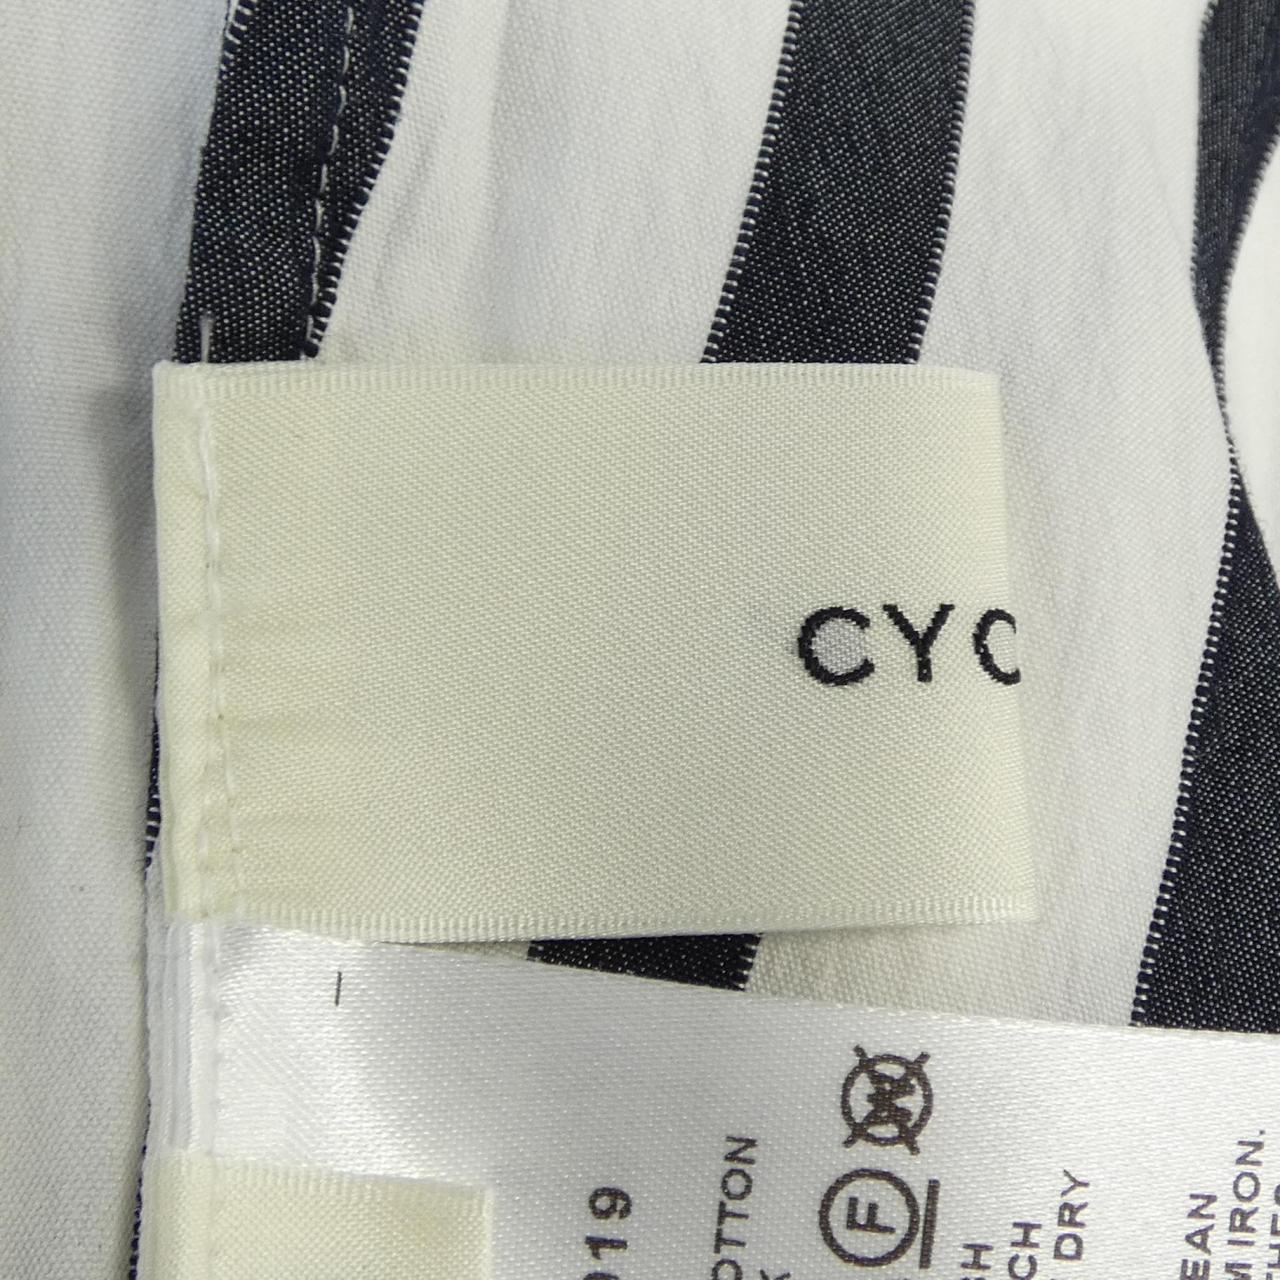 CYC
019
OTTON
F
SH
CH
DRY
EAN
M IRON.